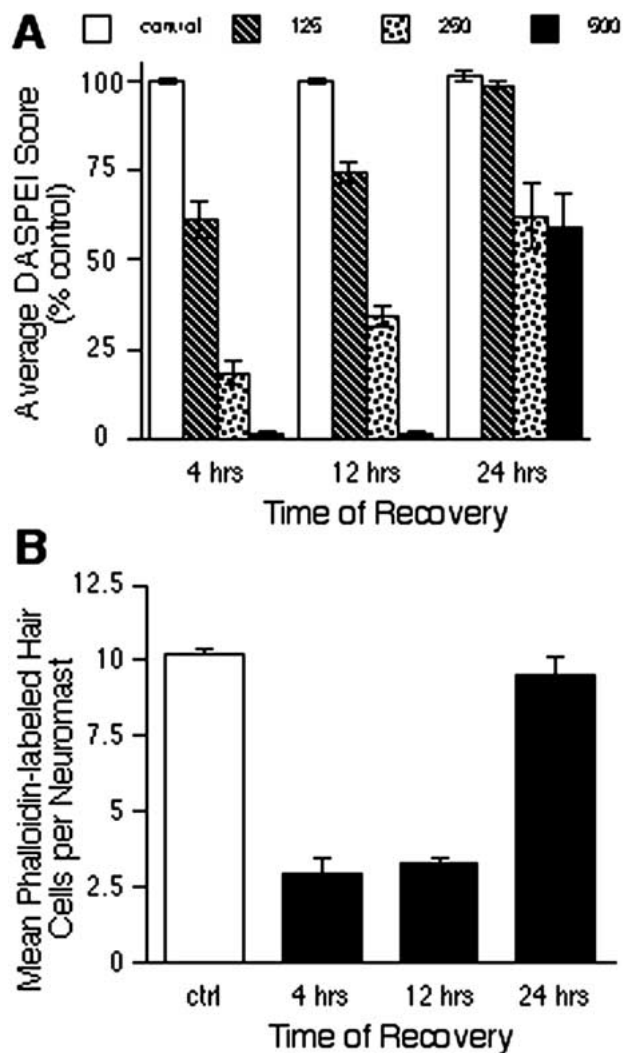 A
125 250 500
Average DASPEI Score
(% control)
100
75
50
25
0
4 hrs 12 hrs 24 hrs
Time of Recovery
B
Mean Phalloidin-labeled Hair
Cells per Neuromast
12.5
10
7.5
5
2.5
0
ctrl 4 hrs 12 hrs 24 hrs
Time of Recovery